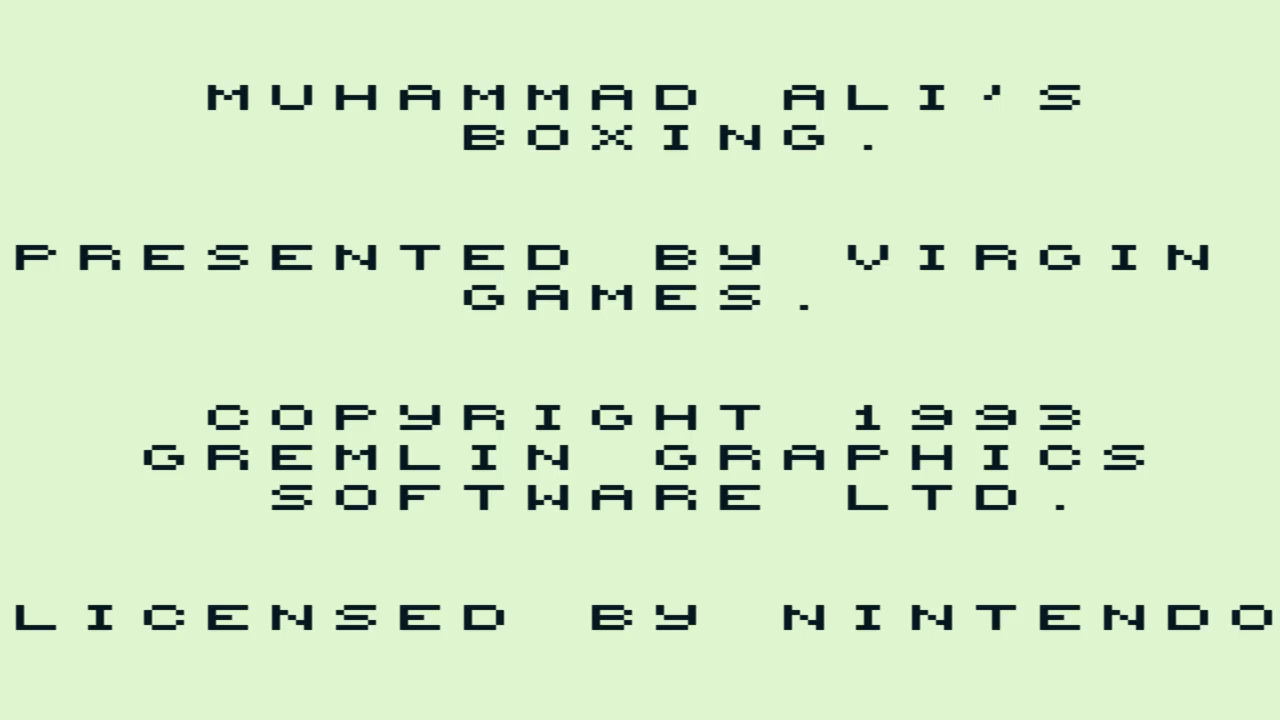 MUHAMMAD ALI'S
BOXING.
PRESENTED BY VIRGIN
GAMES.
COPYRIGHT 1993
GREMLIN GRAPHICS
SOFTWARE LTD.
LICENSED BY NINTENDO